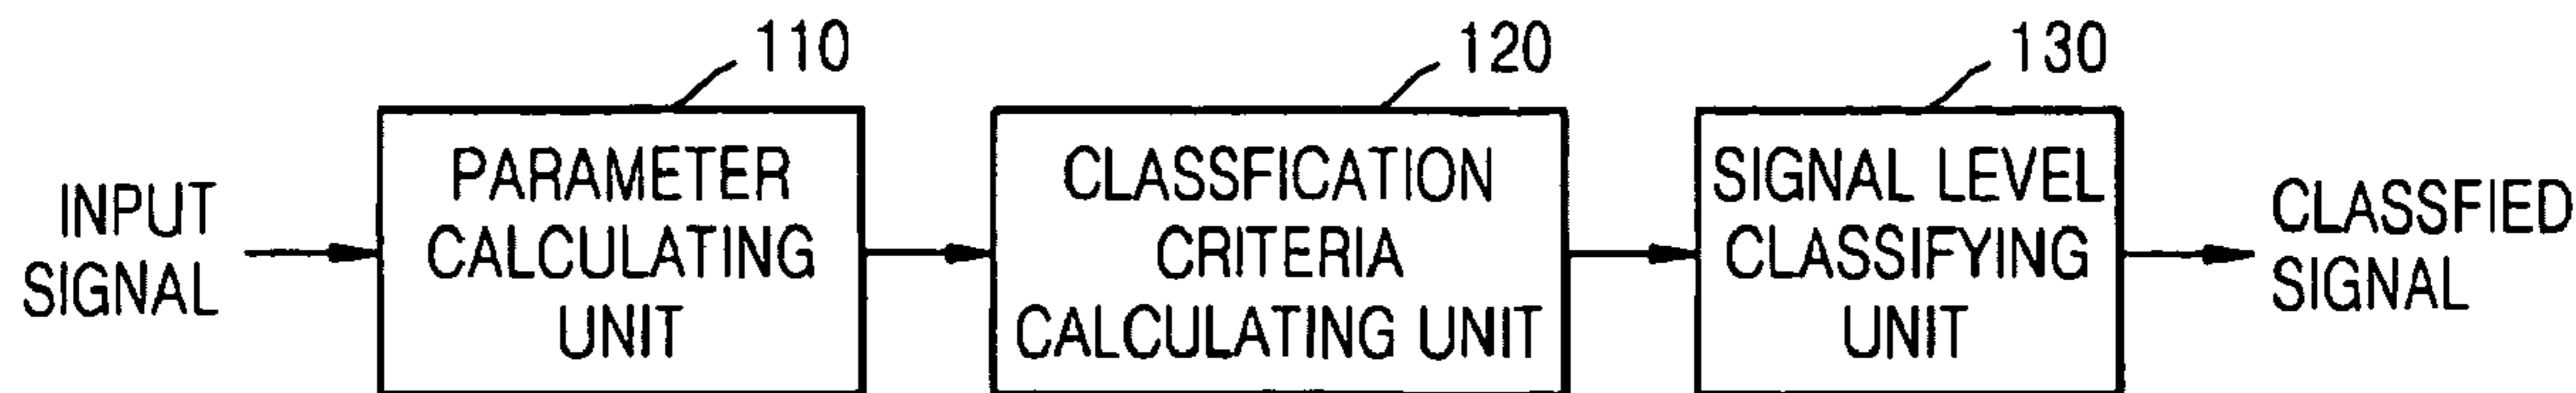 110
120
130
INPUT
SIGNAL
PARAMETER
CALCULATING
UNIT
CLASSFICATION
CRITERIA
CALCULATING UNIT
SIGNAL LEVEL
CLASSIFYING
UNIT
CLASSFIED
SIGNAL